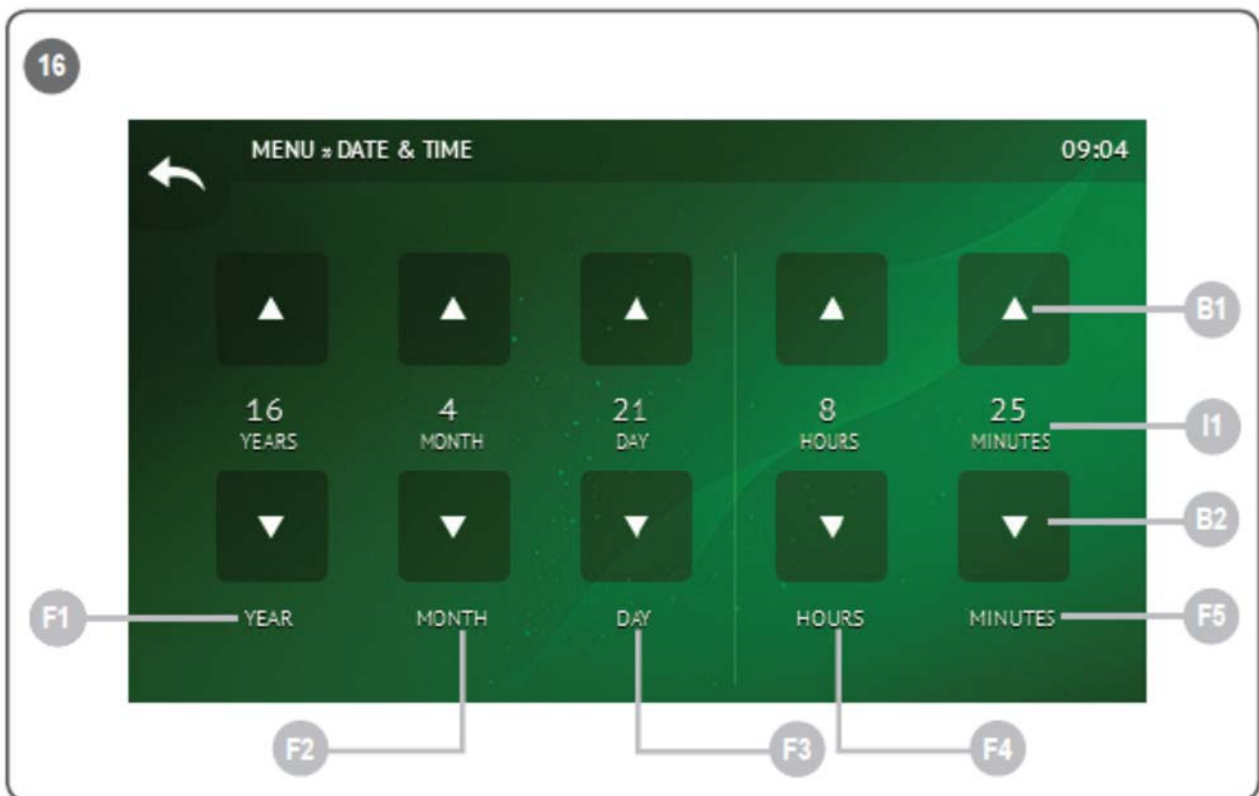 16
MENU » DATE & TIME 09:04
B1
16 4 21 8 25
YEARS MONTH DAY HOURS MINUTES
I1
B2
F1 YEAR MONTH DAY HOURS MINUTES F5
F2 F3 F4